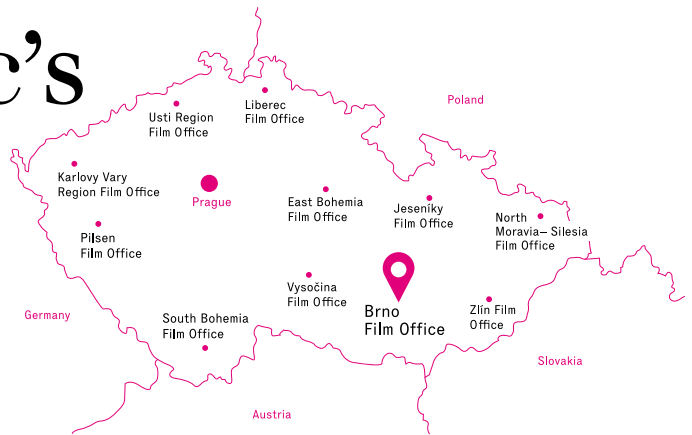 c's
Poland
Usti Region
Film Office
Liberec
Film Office
Karlovy Vary
Region Film Office
Prague
East Bohemia
Film Office
Jeseníky
Film Office
North
Moravia– Silesia
Film Office
Pilsen
Film Office
Vysočina
Film Office
Brno
Film Office
Zlín Film
Office
Germany
South Bohemia
Film Office
Slovakia
Austria